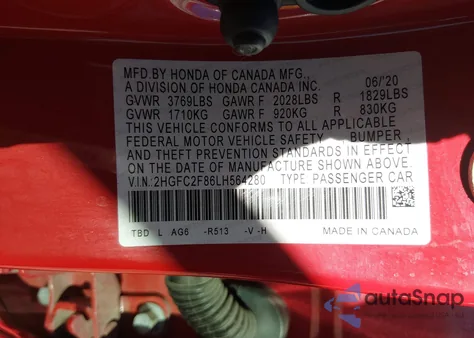 MFD.BY HONDA OF CANADA MFG.,
A DIVISION OF HONDA CANADA INC. 06/'20
GVWR 3769LBS GAWR F 2028LBS R 1829LBS
GVWR 1710KG GAWR F 920KG R 830KG
THIS VEHICLE CONFORMS TO ALL APPLICABLE
FEDERAL MOTOR VEHICLE SAFETY, BUMPER,
AND THEFT PREVENTION STANDARDS IN EFFECT
ON THE DATE OF MANUFACTURE SHOWN ABOVE.
V.I.N.:2HGFC2F86LH564280 TYPE PASSENGER CAR
TBD L AG6 -R513 -V -H MADE IN CANADA
autoSnap